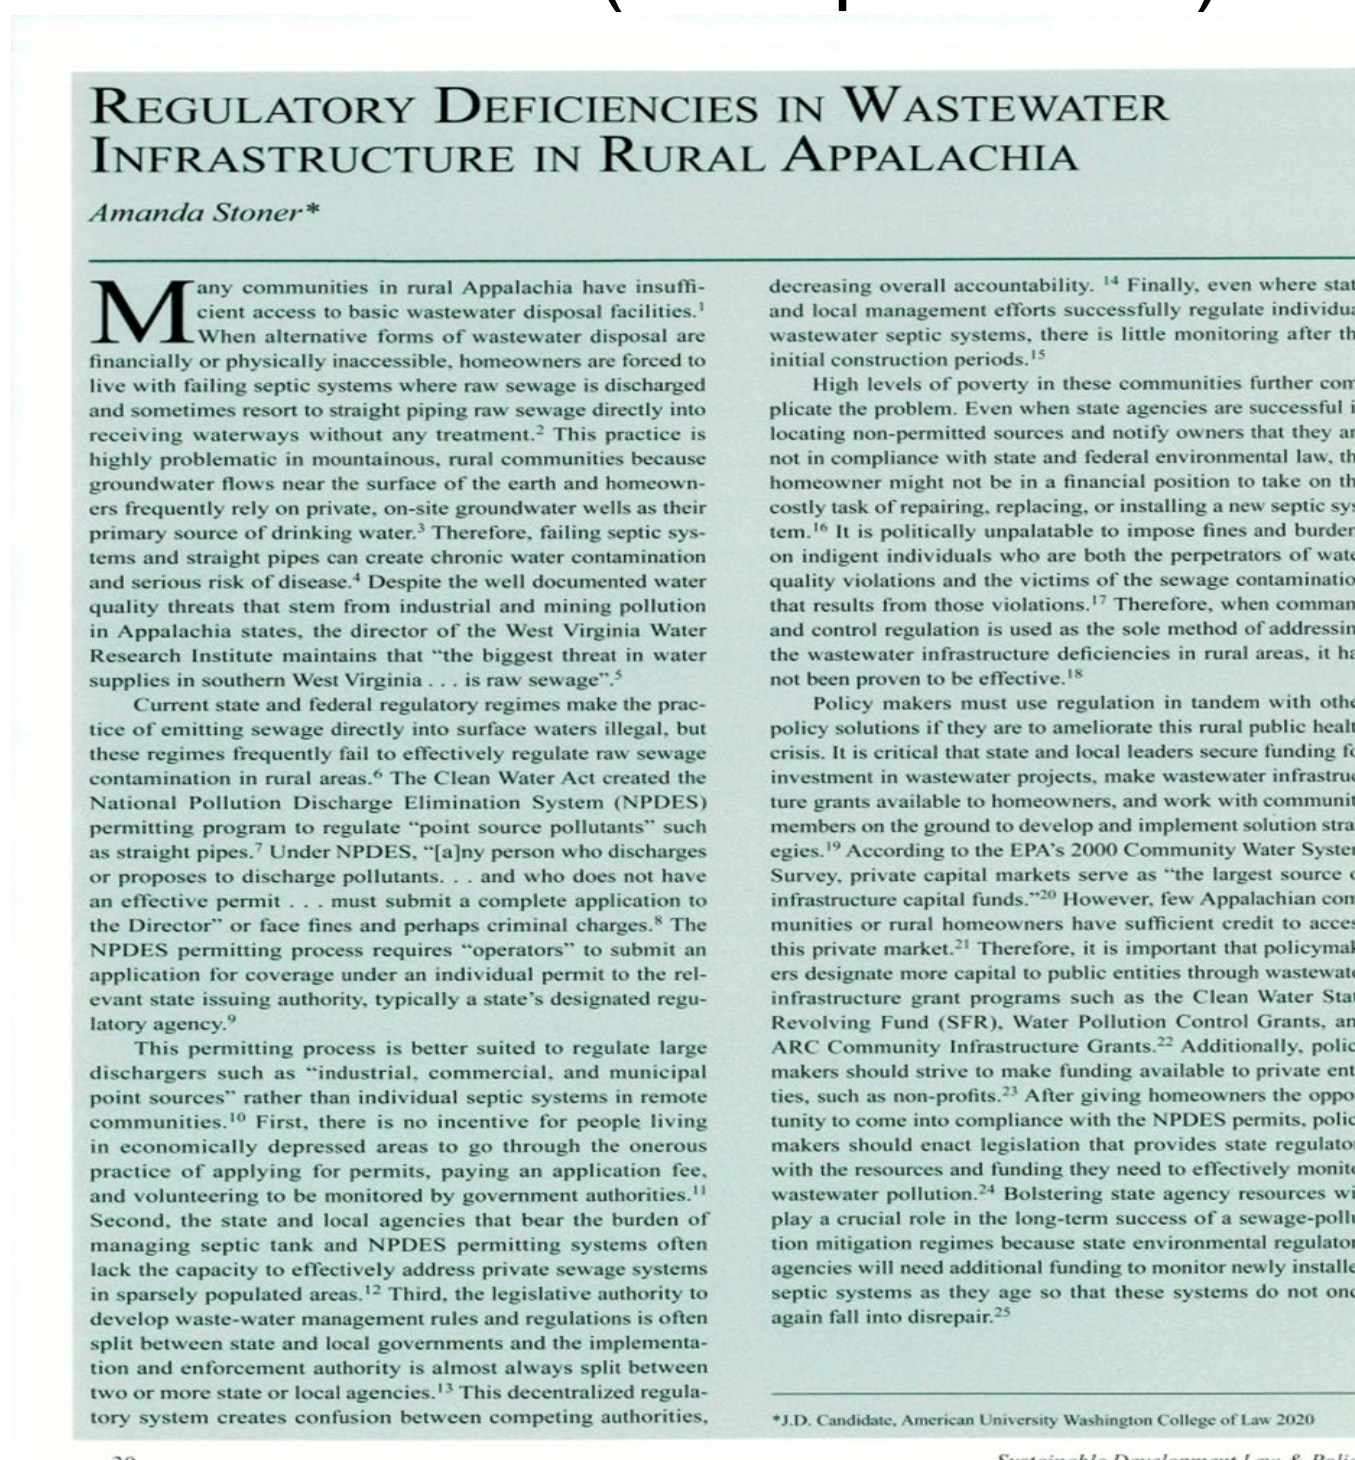 REGULATORY DEFICIENCIES IN WASTEWATER
INFRASTRUCTURE IN RURAL APPALACHIA
Amanda Stoner*
Many communities in rural Appalachia have insuffi-
cient access to basic wastewater disposal facilities.1
When alternative forms of wastewater disposal are
financially or physically inaccessible, homeowners are forced to
live with failing septic systems where raw sewage is discharged
and sometimes resort to straight piping raw sewage directly into
receiving waterways without any treatment.2 This practice is
highly problematic in mountainous, rural communities because
groundwater flows near the surface of the earth and homeown-
ers frequently rely on private, on-site groundwater wells as their
primary source of drinking water.3 Therefore, failing septic sys-
tems and straight pipes can create chronic water contamination
and serious risk of disease.4 Despite the well documented water
quality threats that stem from industrial and mining pollution
in Appalachia states, the director of the West Virginia Water
Research Institute maintains that “the biggest threat in water
supplies in southern West Virginia . . . is raw sewage”.5
Current state and federal regulatory regimes make the prac-
tice of emitting sewage directly into surface waters illegal, but
these regimes frequently fail to effectively regulate raw sewage
contamination in rural areas.6 The Clean Water Act created the
National Pollution Discharge Elimination System (NPDES)
permitting program to regulate “point source pollutants” such
as straight pipes.7 Under NPDES, “[a]ny person who discharges
or proposes to discharge pollutants. . . and who does not have
an effective permit . . . must submit a complete application to
the Director” or face fines and perhaps criminal charges.8 The
NPDES permitting process requires “operators” to submit an
application for coverage under an individual permit to the rel-
evant state issuing authority, typically a state’s designated regu-
latory agency.9
This permitting process is better suited to regulate large
dischargers such as “industrial, commercial, and municipal
point sources” rather than individual septic systems in remote
communities.10 First, there is no incentive for people living
in economically depressed areas to go through the onerous
practice of applying for permits, paying an application fee,
and volunteering to be monitored by government authorities.11
Second, the state and local agencies that bear the burden of
managing septic tank and NPDES permitting systems often
lack the capacity to effectively address private sewage systems
in sparsely populated areas.12 Third, the legislative authority to
develop waste-water management rules and regulations is often
split between state and local governments and the implementa-
tion and enforcement authority is almost always split between
two or more state or local agencies.13 This decentralized regula-
tory system creates confusion between competing authorities,
decreasing overall accountability. 14 Finally, even where stat
and local management efforts successfully regulate individua
wastewater septic systems, there is little monitoring after th
initial construction periods.15
High levels of poverty in these communities further com
plicate the problem. Even when state agencies are successful i
locating non-permitted sources and notify owners that they ar
not in compliance with state and federal environmental law, th
homeowner might not be in a financial position to take on th
costly task of repairing, replacing, or installing a new septic sys
tem.16 It is politically unpalatable to impose fines and burden
on indigent individuals who are both the perpetrators of wate
quality violations and the victims of the sewage contaminatio
that results from those violations.17 Therefore, when comman
and control regulation is used as the sole method of addressin
the wastewater infrastructure deficiencies in rural areas, it ha
not been proven to be effective.18
Policy makers must use regulation in tandem with othe
policy solutions if they are to ameliorate this rural public healt
crisis. It is critical that state and local leaders secure funding fo
investment in wastewater projects, make wastewater infrastruc
ture grants available to homeowners, and work with communit
members on the ground to develop and implement solution stra
egies.19 According to the EPA’s 2000 Community Water System
Survey, private capital markets serve as “the largest source o
infrastructure capital funds.”20 However, few Appalachian com
munities or rural homeowners have sufficient credit to acces
this private market.21 Therefore, it is important that policymak
ers designate more capital to public entities through wastewate
infrastructure grant programs such as the Clean Water Stat
Revolving Fund (SFR), Water Pollution Control Grants, an
ARC Community Infrastructure Grants.22 Additionally, polic
makers should strive to make funding available to private ent
ties, such as non-profits.23 After giving homeowners the oppo
tunity to come into compliance with the NPDES permits, polic
makers should enact legislation that provides state regulato
with the resources and funding they need to effectively monito
wastewater pollution.24 Bolstering state agency resources wi
play a crucial role in the long-term success of a sewage-pollu
tion mitigation regimes because state environmental regulator
agencies will need additional funding to monitor newly installe
septic systems as they age so that these systems do not onc
again fall into disrepair.25
*J.D. Candidate, American University Washington College of Law 2020